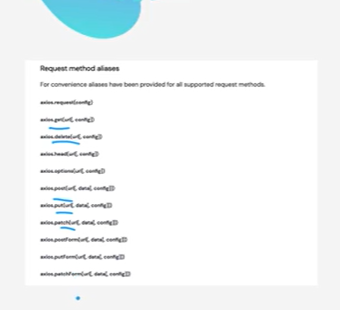 Request method aliases
For convenience aliases have been provided for all supported request methods.
axios.request(config)
axios.get(url[, config])
axios.delete(url[, config])
axios.head(url[, config])
axios.options(url[, config])
axios.post(url[, data[, config]])
axios.put(url[, data[, config]])
axios.patch(url[, data[, config]])
axios.postForm(url[, data[, config]])
axios.putForm(url[, data[, config]])
axios.patchForm(url[, data[, config]])